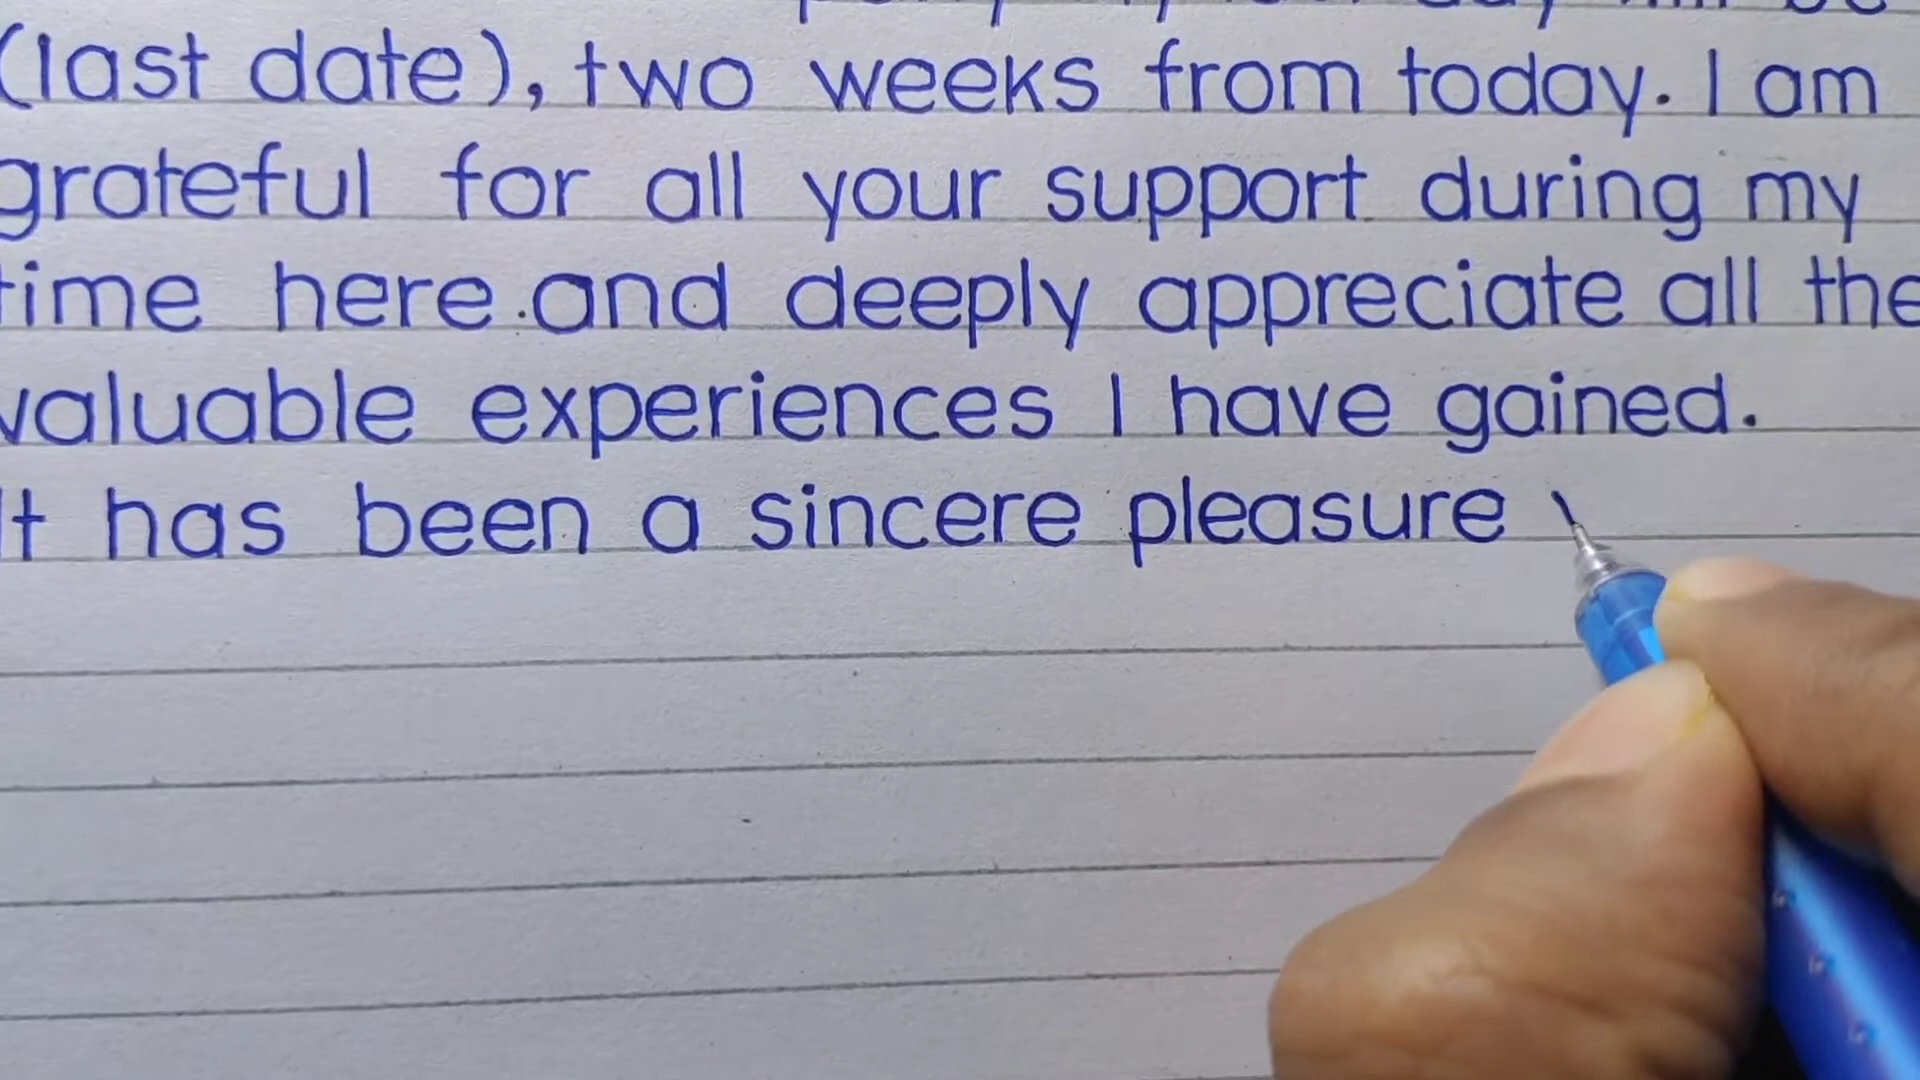 (last date), two weeks from today. I am
grateful for all your support during my
time here and deeply appreciate all the
valuable experiences I have gained.
It has been a sincere pleasure